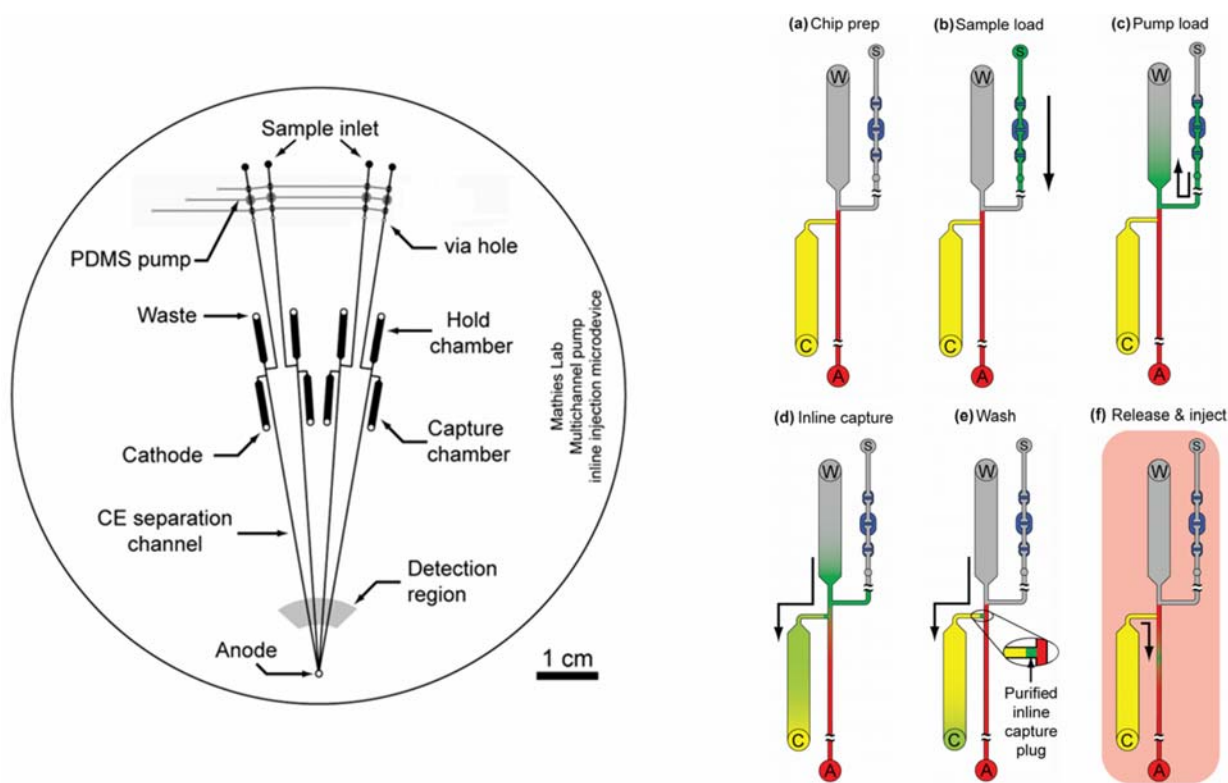 Sample inlet
PDMS pump
via hole
Waste
Hold
chamber
Cathode
Capture
chamber
CE separation
channel
Detection
region
Anode
1 cm
Mathies Lab
Multichannel pump
inline injection microdevice
(a) Chip prep
W
S
C
A
(b) Sample load
W
S
C
A
(c) Pump load
W
S
C
A
(d) Inline capture
W
S
C
A
(e) Wash
W
S
Purified
inline
capture
plug
C
A
(f) Release & inject
W
S
C
A